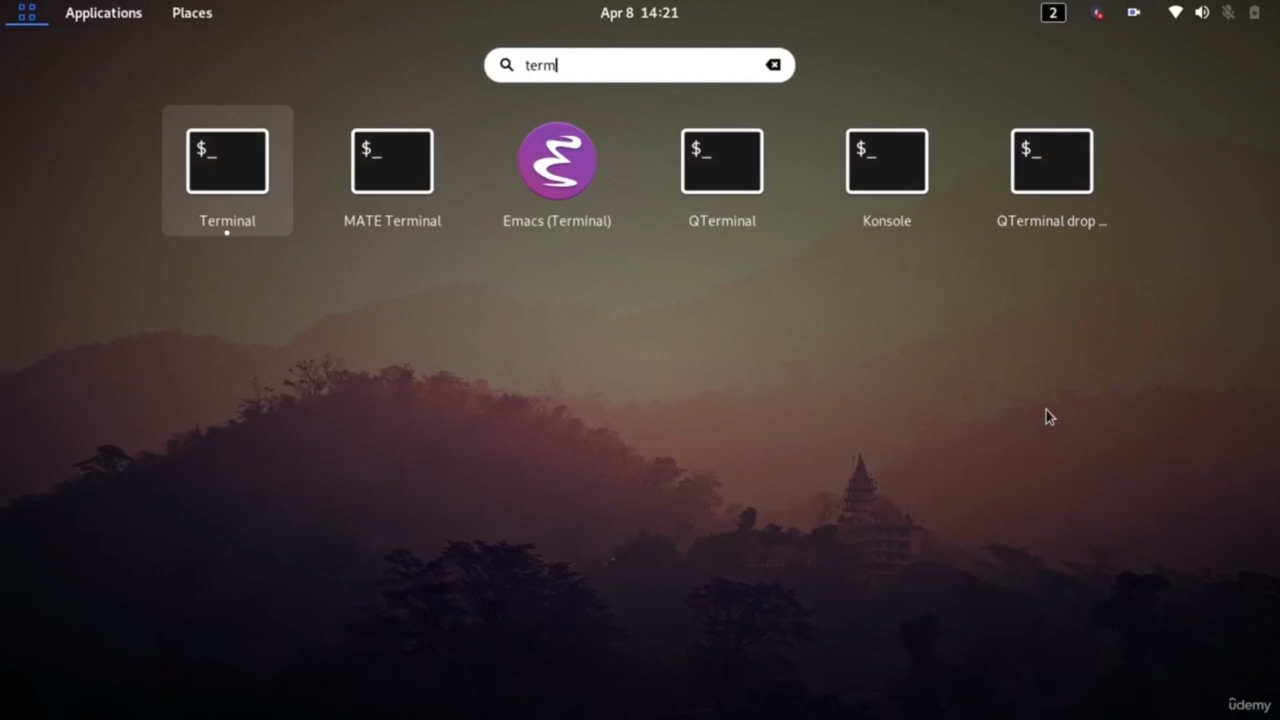 Applications Places Apr 8 14:21 2
term
$_ $_ $_ $_ $_
Terminal MATE Terminal Emacs (Terminal) QTerminal Konsole QTerminal drop ...
ûdemy